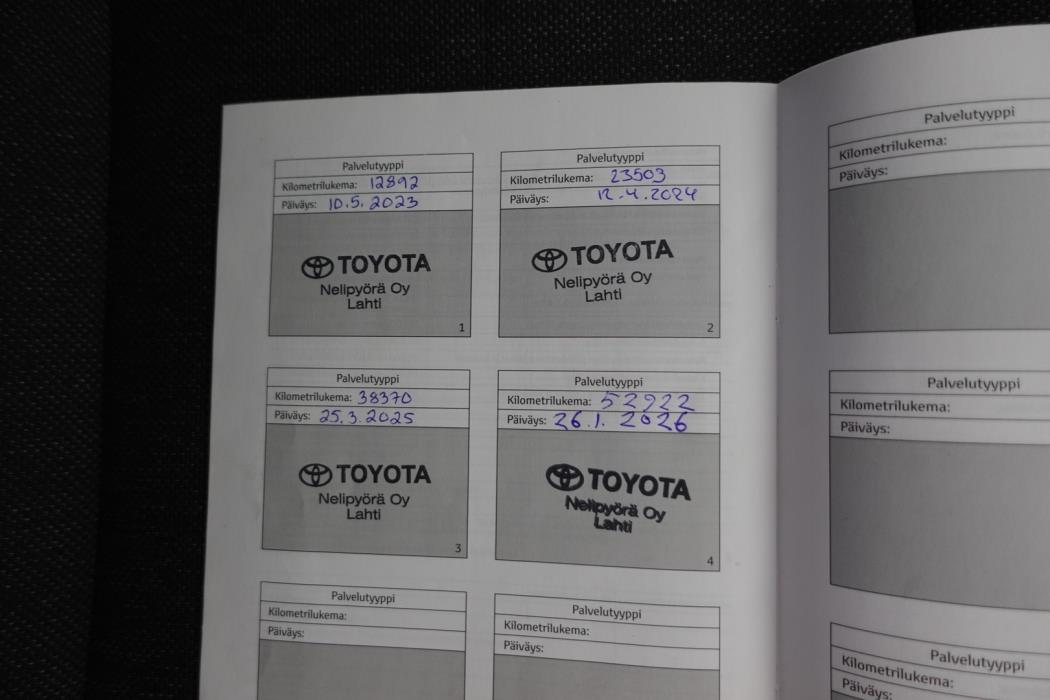 Palvelutyyppi
Kilometrilukema: 12892
Päiväys: 10.5.2023
TOYOTA
Nelipyörä Oy
Lahti
1
Palvelutyyppi
Kilometrilukema: 23503
Päiväys: 12.4.2024
TOYOTA
Nelipyörä Oy
Lahti
2
Palvelutyyppi
Kilometrilukema: 38370
Päiväys: 25.3.2025
TOYOTA
Nelipyörä Oy
Lahti
3
Palvelutyyppi
Kilometrilukema: 52922
Päiväys: 26.1.2026
TOYOTA
Nelipyörä Oy
Lahti
4
Palvelutyyppi
Kilometrilukema:
Päiväys:
Palvelutyyppi
Kilometrilukema:
Päiväys:
Palvelutyyppi
Kilometrilukema:
Päiväys:
Palvelutyyppi
Kilometrilukema:
Päiväys:
Palvelutyyppi
Kilometrilukema:
Päiväys: